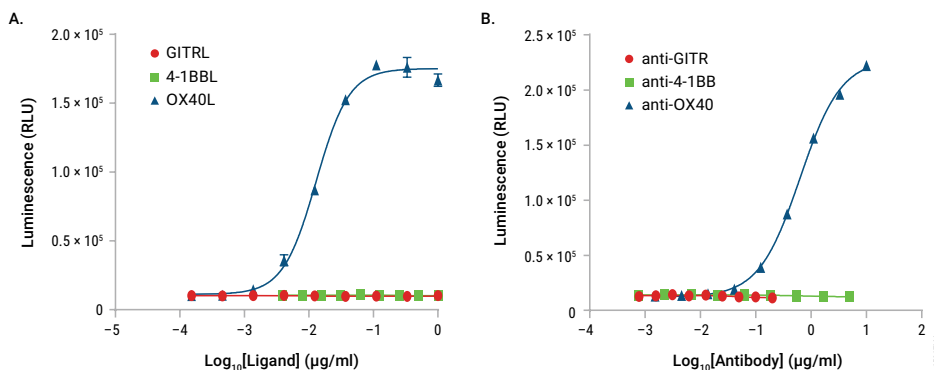 A.
2.0 × 10⁵
1.5 × 10⁵
1.0 × 10⁵
0.5 × 10⁵
0
−5
−4
−3
−2
−1
0
Luminescence (RLU)
Log₁₀[Ligand] (µg/ml)
GITRL
4-1BBL
OX40L
B.
2.5 × 10⁵
2.0 × 10⁵
1.5 × 10⁵
1.0 × 10⁵
0.5 × 10⁵
0
−4
−3
−2
−1
0
1
2
Luminescence (RLU)
Log₁₀[Antibody] (µg/ml)
anti-GITR
anti-4-1BB
anti-OX40